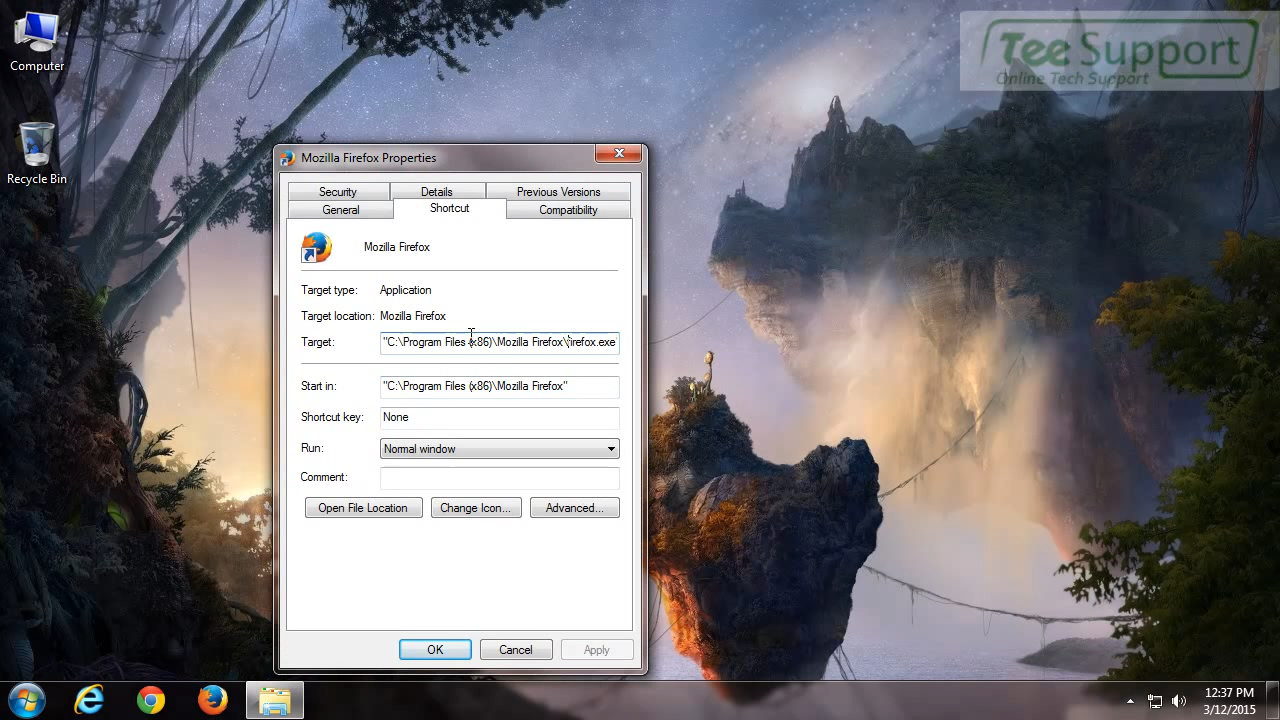 Computer
Recycle Bin
Tee Support
Online Tech Support
Mozilla Firefox Properties
Security Details Previous Versions
General Shortcut Compatibility
Mozilla Firefox
Target type: Application
Target location: Mozilla Firefox
Target: "C:\Program Files (x86)\Mozilla Firefox\firefox.exe
Start in: "C:\Program Files (x86)\Mozilla Firefox"
Shortcut key: None
Run: Normal window
Comment:
Open File Location Change Icon... Advanced...
OK Cancel Apply
12:37 PM
3/12/2015